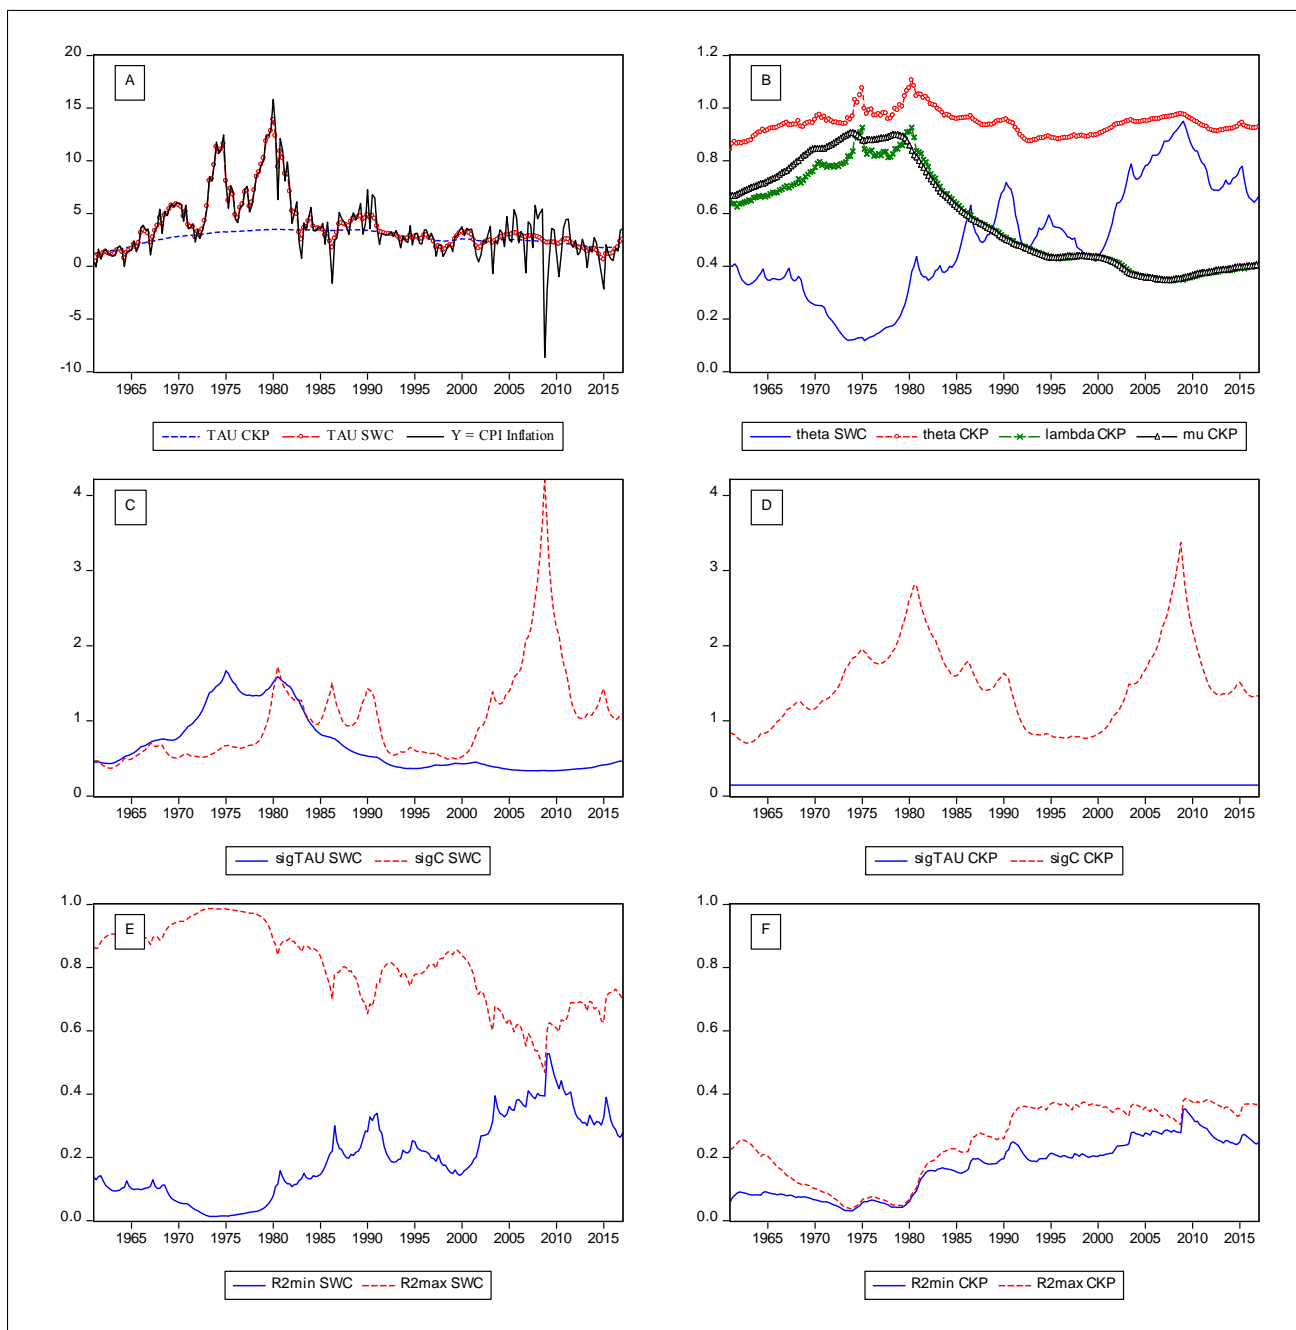 A
20
15
10
5
0
-5
-10
1965 1970 1975 1980 1985 1990 1995 2000 2005 2010 2015
TAU CKP TAU SWC Y = CPI Inflation
B
1.2
1.0
0.8
0.6
0.4
0.2
0.0
1965 1970 1975 1980 1985 1990 1995 2000 2005 2010 2015
theta SWC theta CKP lambda CKP mu CKP
C
4
3
2
1
0
1965 1970 1975 1980 1985 1990 1995 2000 2005 2010 2015
sigTAU SWC sigC SWC
D
4
3
2
1
0
1965 1970 1975 1980 1985 1990 1995 2000 2005 2010 2015
sigTAU CKP sigC CKP
E
1.0
0.8
0.6
0.4
0.2
0.0
1965 1970 1975 1980 1985 1990 1995 2000 2005 2010 2015
R2min SWC R2max SWC
F
1.0
0.8
0.6
0.4
0.2
0.0
1965 1970 1975 1980 1985 1990 1995 2000 2005 2010 2015
R2min CKP R2max CKP